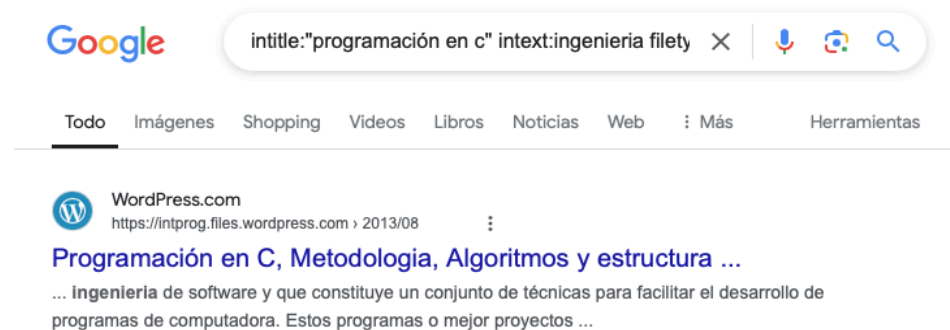 Google
intitle:"programación en c" intext:ingenieria filety
Todo Imágenes Shopping Videos Libros Noticias Web Más Herramientas
WordPress.com
https://intprog.files.wordpress.com › 2013/08
Programación en C, Metodologia, Algoritmos y estructura ...
... ingenieria de software y que constituye un conjunto de técnicas para facilitar el desarrollo de
programas de computadora. Estos programas o mejor proyectos ...